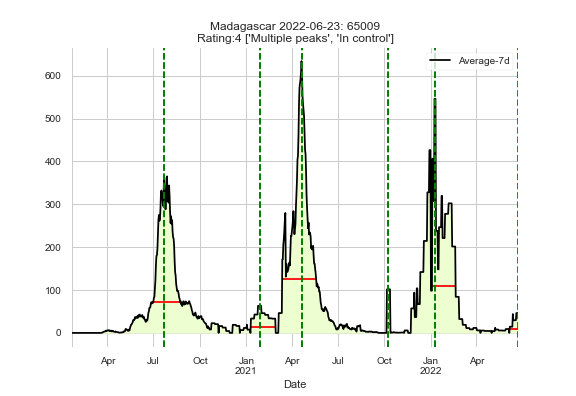 Madagascar 2022-06-23: 65009
Rating:4 ['Multiple peaks', 'In control']
Average-7d
600
500
400
300
200
100
0
Apr Jul Oct Jan Apr Jul Oct Jan Apr
2021 2022
Date